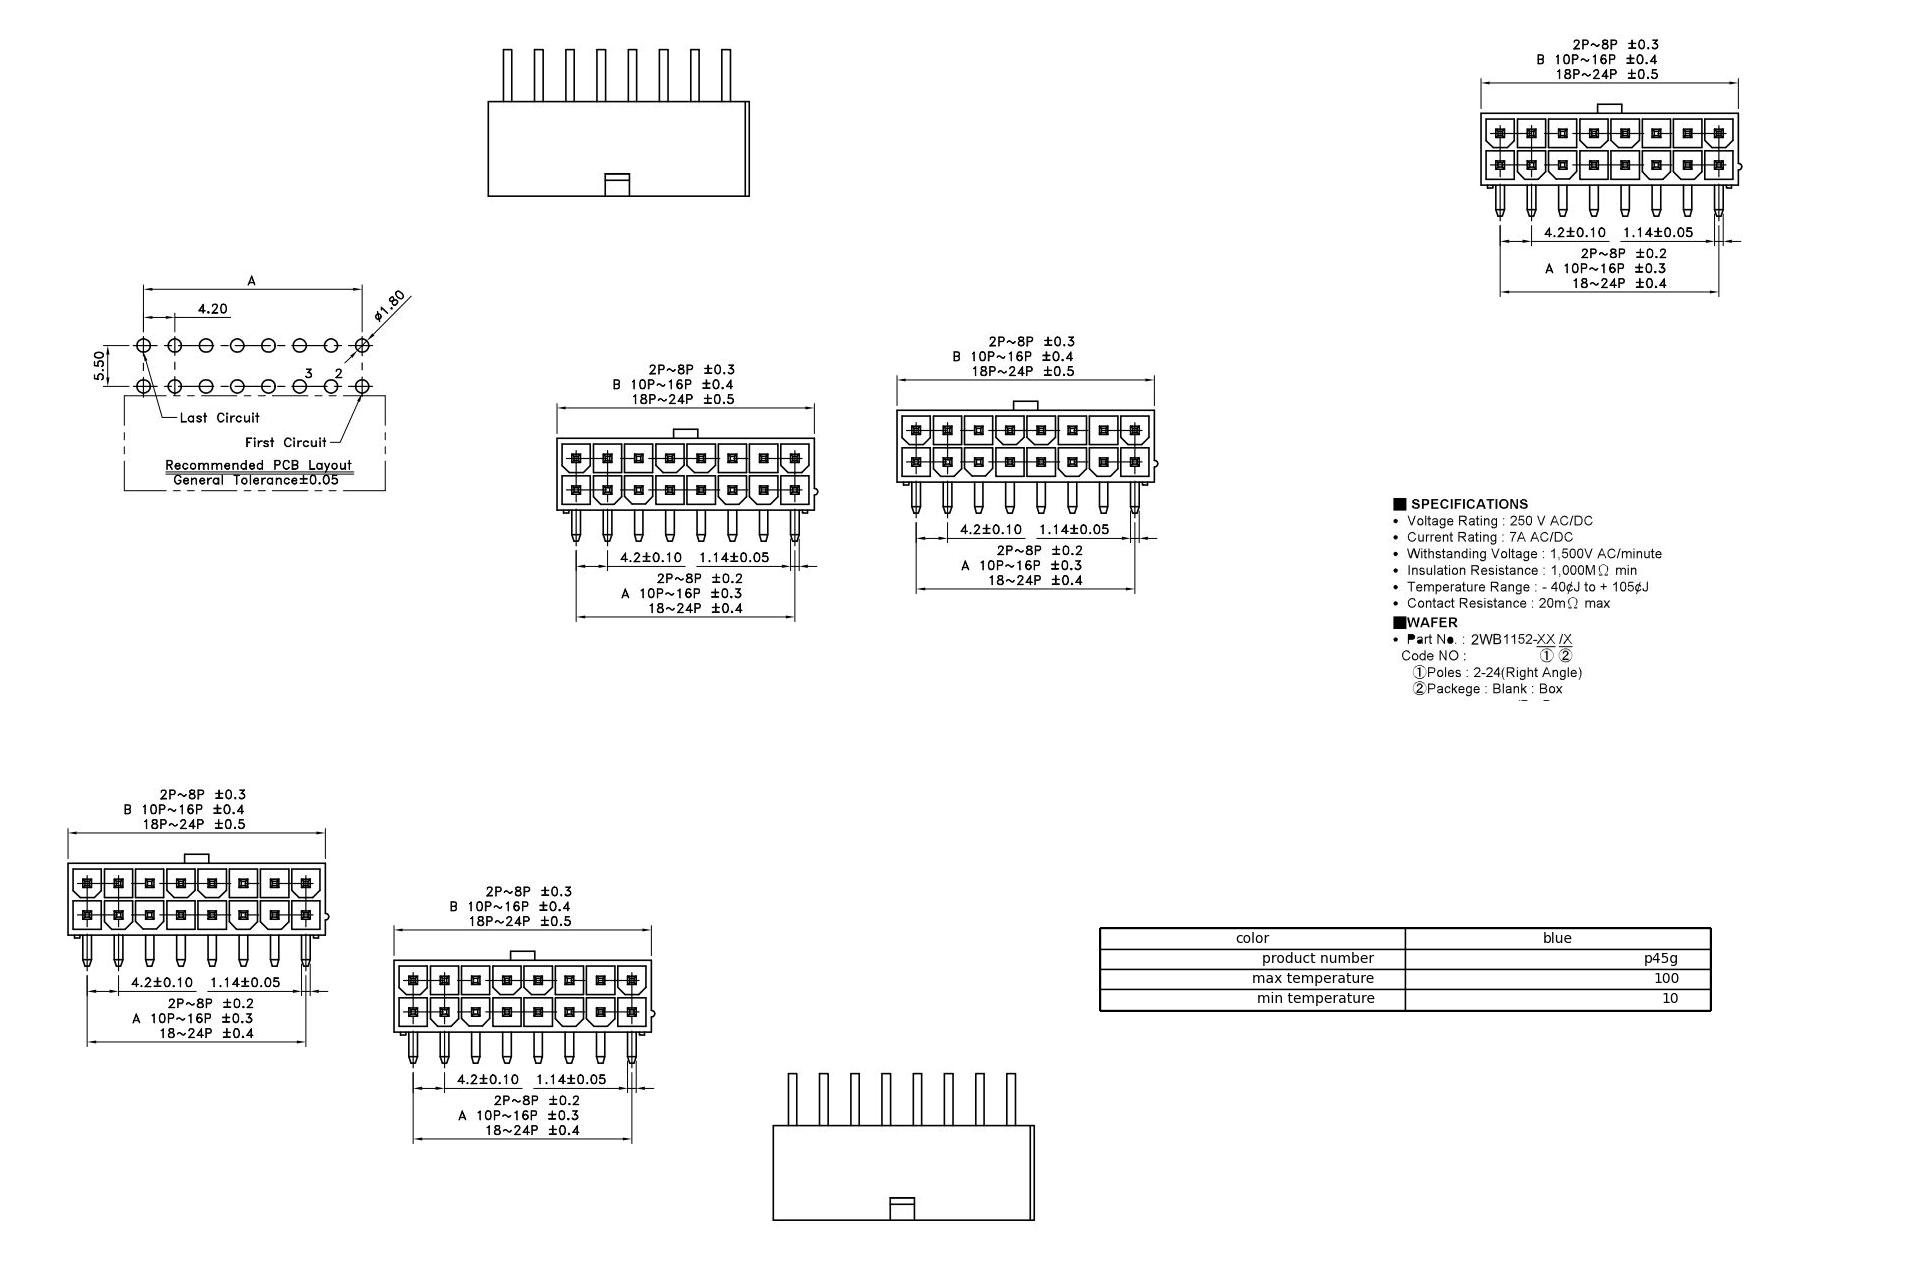 2P~8P ±0.3
B 10P~16P ±0.4
18P~24P ±0.5
4.2±0.10 1.14±0.05
2P~8P ±0.2
A 10P~16P ±0.3
18~24P ±0.4
A
4.20
ø1.80
5.50
3 2
Last Circuit
First Circuit
Recommended PCB Layout
General Tolerance±0.05
2P~8P ±0.3
B 10P~16P ±0.4
18P~24P ±0.5
4.2±0.10 1.14±0.05
2P~8P ±0.2
A 10P~16P ±0.3
18~24P ±0.4
2P~8P ±0.3
B 10P~16P ±0.4
18P~24P ±0.5
4.2±0.10 1.14±0.05
2P~8P ±0.2
A 10P~16P ±0.3
18~24P ±0.4
■ SPECIFICATIONS
• Voltage Rating : 250 V AC/DC
• Current Rating : 7A AC/DC
• Withstanding Voltage : 1,500V AC/minute
• Insulation Resistance : 1,000MΩ min
• Temperature Range : - 40¢J to + 105¢J
• Contact Resistance : 20mΩ max
■WAFER
• Part No. : 2WB1152-XX /X
Code NO : ① ②
①Poles : 2-24(Right Angle)
②Packege : Blank : Box
2P~8P ±0.3
B 10P~16P ±0.4
18P~24P ±0.5
4.2±0.10 1.14±0.05
2P~8P ±0.2
A 10P~16P ±0.3
18~24P ±0.4
2P~8P ±0.3
B 10P~16P ±0.4
18P~24P ±0.5
4.2±0.10 1.14±0.05
2P~8P ±0.2
A 10P~16P ±0.3
18~24P ±0.4
color blue
product number p45g
max temperature 100
min temperature 10